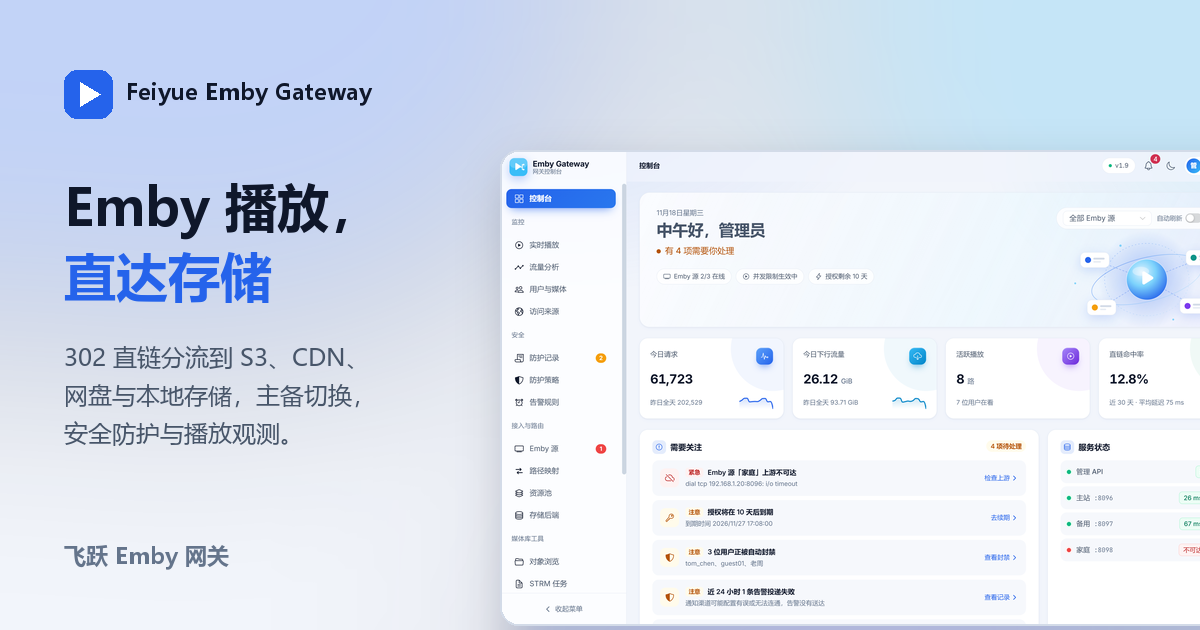 Feiyue Emby Gateway
Emby 播放，
直达存储
302 直链分流到 S3、CDN、
网盘与本地存储，主备切换，
安全防护与播放观测。
飞跃 Emby 网关
Emby Gateway
网关控制台
控制台
监控
实时播放
流量分析
用户与媒体
访问来源
安全
防护记录
2
防护策略
告警规则
接入与路由
Emby 源
1
路径映射
资源池
存储后端
媒体库工具
对象浏览
STRM 任务
收起菜单
控制台
v1.9
4
11月18日星期三
中午好，管理员
有 4 项需要你处理
Emby 源 2/3 在线
并发限制生效中
授权剩余 10 天
全部 Emby 源
自动刷新
今日请求
61,723
昨日全天 202,529
今日下行流量
26.12 GiB
昨日全天 93.71 GiB
活跃播放
8 路
7 位用户在看
直链命中率
12.8%
近 30 天 · 平均延迟 75 ms
需要关注
4 项待处理
紧急 Emby 源「家庭」上游不可达
dial tcp 192.168.1.20:8096: i/o timeout
检查上游
注意 授权将在 10 天后到期
到期时间 2026/11/27 17:08:00
去续期
注意 3 位用户正被自动封禁
tom_chen、guest01、老周
查看封禁
注意 近 24 小时 1 条告警投递失败
通知渠道可能配置有误或无法连通，告警没有送达
查看记录
服务状态
管理 API
主站 :8096
26 ms
备用 :8097
67 ms
家庭 :8098
不可达